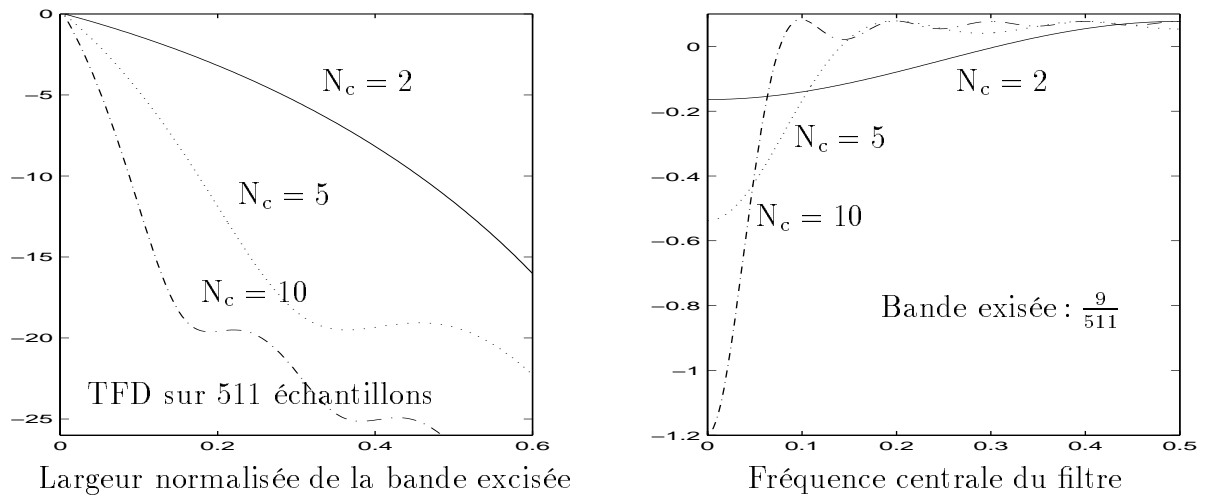 0
−5
−10
−15
−20
−25
0
0.2
0.4
0.6
N_c = 2
N_c = 5
N_c = 10
TFD sur 511 échantillons
Largeur normalisée de la bande excisée
0
−0.2
−0.4
−0.6
−0.8
−1
−1.2
0
0.1
0.2
0.3
0.4
0.5
N_c = 2
N_c = 5
N_c = 10
Bande exisée : 9/511
Fréquence centrale du filtre